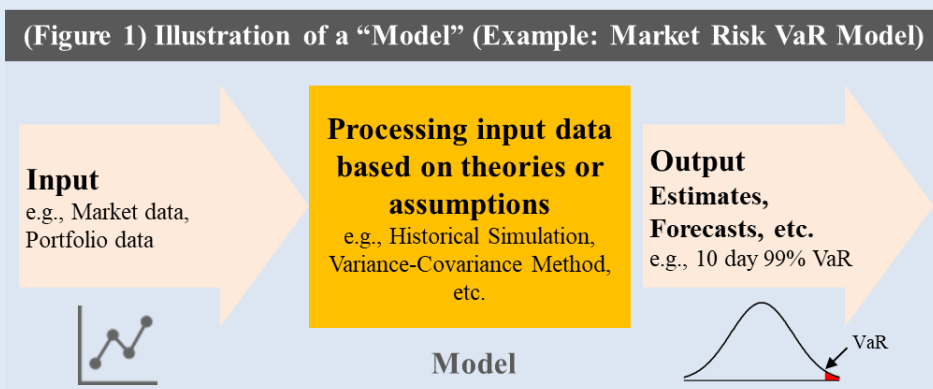 (Figure 1) Illustration of a “Model” (Example: Market Risk VaR Model)
Input
e.g., Market data,
Portfolio data
Processing input data
based on theories or
assumptions
e.g., Historical Simulation,
Variance-Covariance Method,
etc.
Model
Output
Estimates,
Forecasts, etc.
e.g., 10 day 99% VaR
VaR